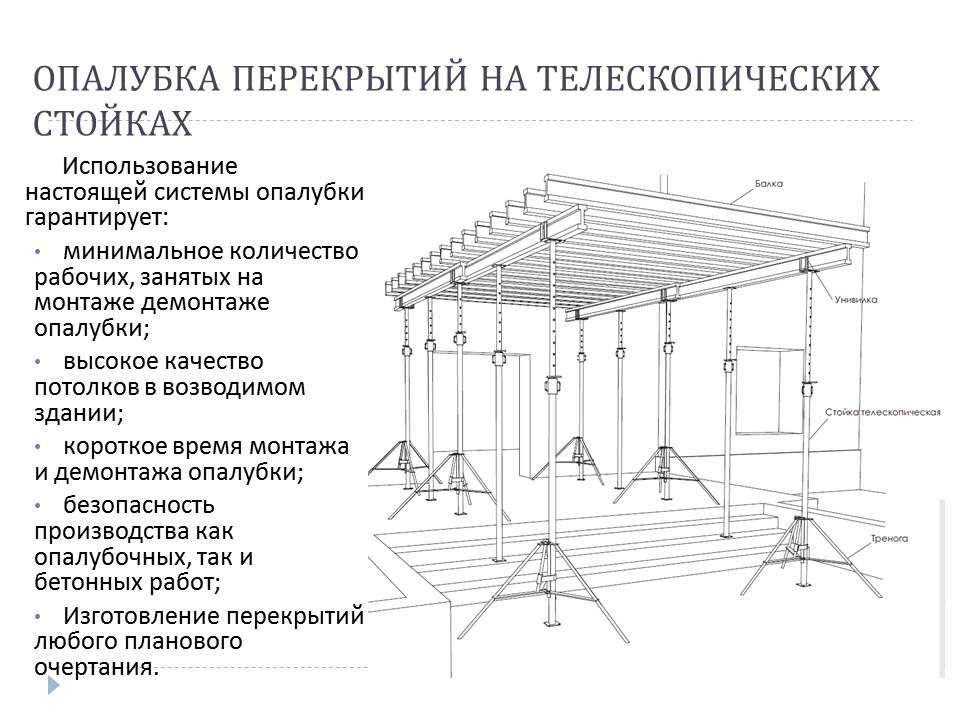 ОПАЛУБКА ПЕРЕКРЫТИЙ НА ТЕЛЕСКОПИЧЕСКИХ
СТОЙКАХ
Использование
настоящей системы опалубки
гарантирует:
• минимальное количество
рабочих, занятых на
монтаже демонтаже
опалубки;
• высокое качество
потолков в возводимом
здании;
• короткое время монтажа
и демонтажа опалубки;
• безопасность
производства как
опалубочных, так и
бетонных работ;
• Изготовление перекрытий
любого планового
очертания.
Балка
Унивилка
Стойка телескопическая
Тренога